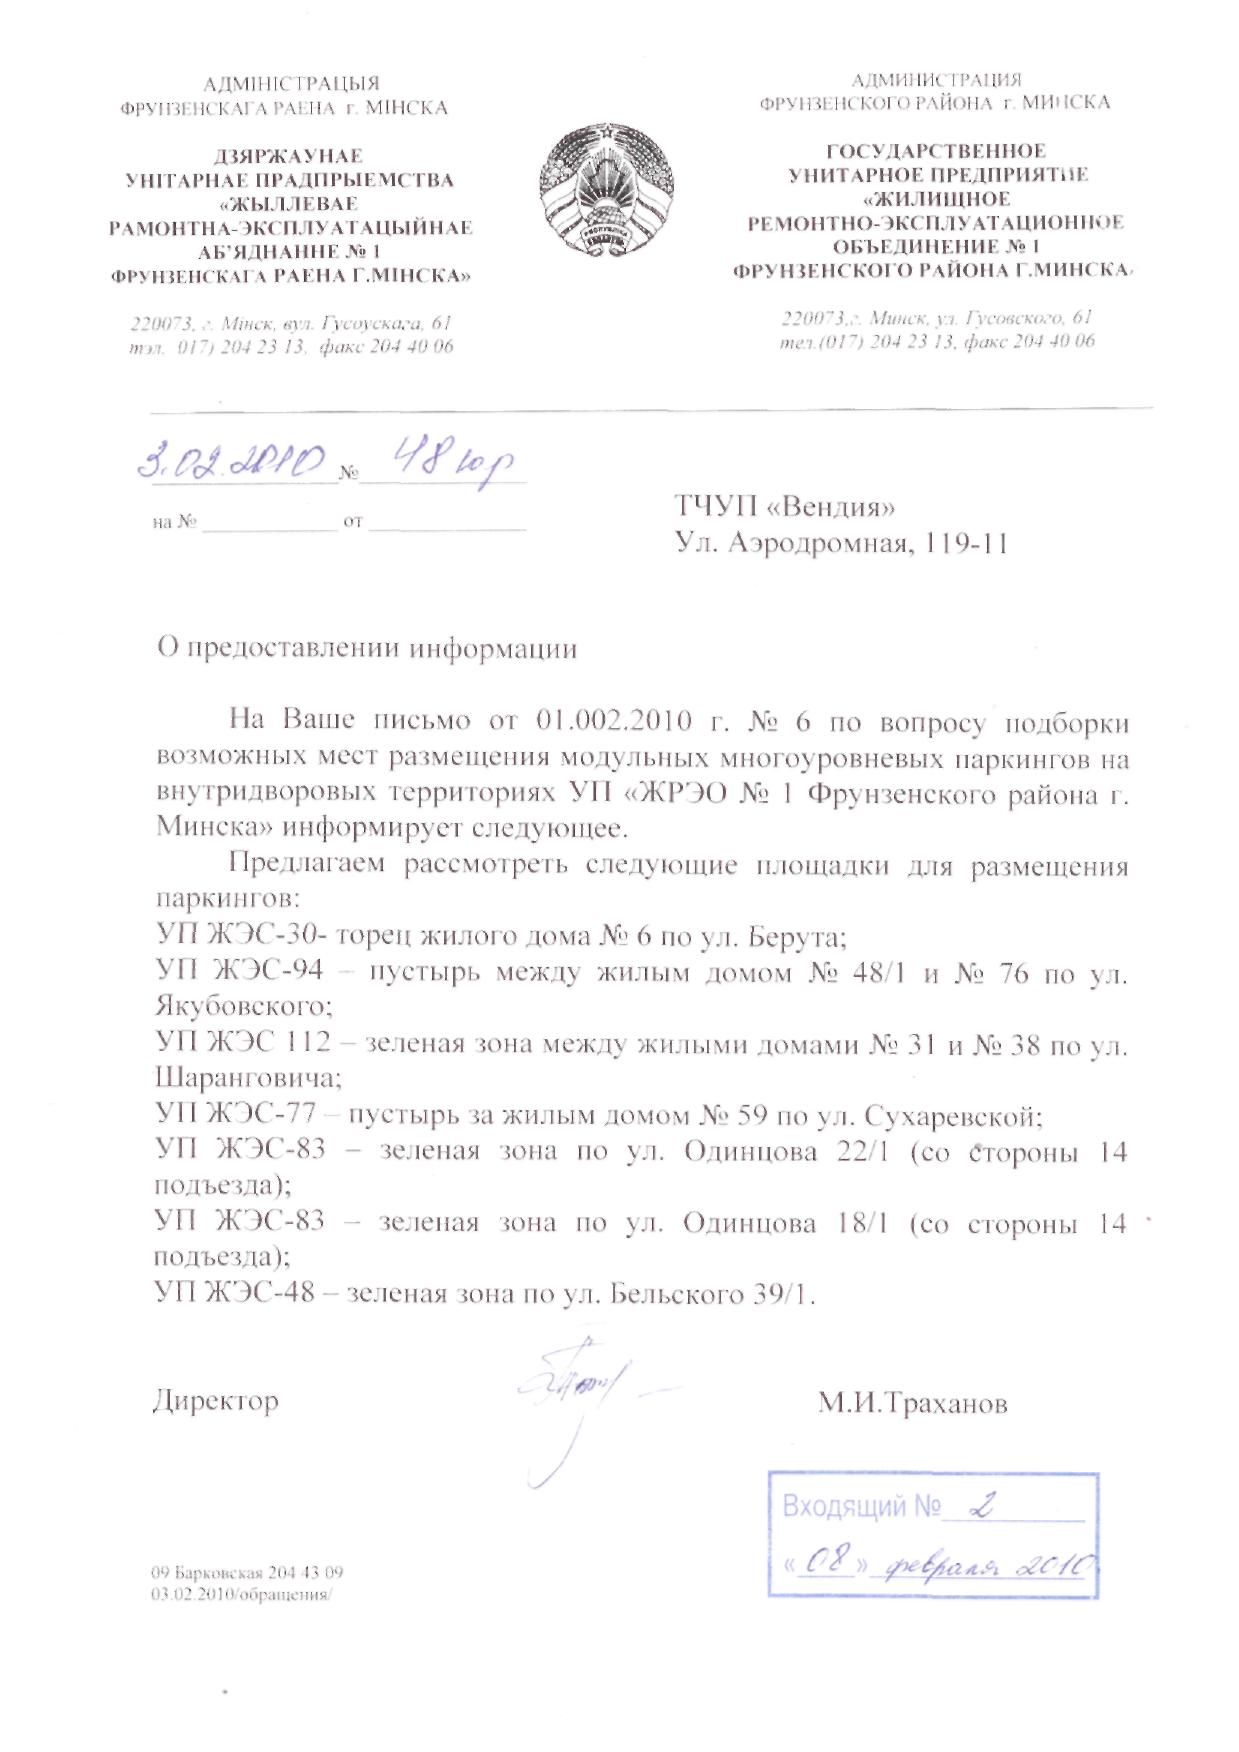 АДМІНІСТРАЦЫЯ
ФРУНЗЕНСКАГА РАЕНА г. МІНСКА
ДЗЯРЖАУНАЕ
УНІТАРНАЕ ПРАДПРЫЕМСТВА
«ЖЫЛЛЕВАЕ
РАМОНТНА-ЭКСПЛУАТАЦЫЙНАЕ
АБ’ЯДНАННЕ № 1
ФРУНЗЕНСКАГА РАЕНА Г.МІНСКА»
220073, г. Мінск, вул. Гусоускага, 61
тэл. 017) 204 23 13, факс 204 40 06
АДМИНИСТРАЦИЯ
ФРУНЗЕНСКОГО РАЙОНА г. МИНСКА
ГОСУДАРСТВЕННОЕ
УНИТАРНОЕ ПРЕДПРИЯТИЕ
«ЖИЛИЩНОЕ
РЕМОНТНО-ЭКСПЛУАТАЦИОННОЕ
ОБЪЕДИНЕНИЕ № 1
ФРУНЗЕНСКОГО РАЙОНА Г.МИНСКА
220073,г. Минск, ул. Гусовского, 61
тел.(017) 204 23 13, факс 204 40 06
3.02.2010 № 48 юр
на № ______________ от ________________
ТЧУП «Вендия»
Ул. Аэродромная, 119-11
О предоставлении информации
На Ваше письмо от 01.002.2010 г. № 6 по вопросу подборки
возможных мест размещения модульных многоуровневых паркингов на
внутридворовых территориях УП «ЖРЭО № 1 Фрунзенского района г.
Минска» информирует следующее.
Предлагаем рассмотреть следующие площадки для размещения
паркингов:
УП ЖЭС-30- торец жилого дома № 6 по ул. Берута;
УП ЖЭС-94 – пустырь между жилым домом № 48/1 и № 76 по ул.
Якубовского;
УП ЖЭС 112 – зеленая зона между жилыми домами № 31 и № 38 по ул.
Шаранговича;
УП ЖЭС-77 – пустырь за жилым домом № 59 по ул. Сухаревской;
УП ЖЭС-83 – зеленая зона по ул. Одинцова 22/1 (со стороны 14
подъезда);
УП ЖЭС-83 – зеленая зона по ул. Одинцова 18/1 (со стороны 14
подъезда);
УП ЖЭС-48 – зеленая зона по ул. Бельского 39/1.
Директор М.И.Траханов
Входящий № 2
« 08 » февраля 2010
09 Барковская 204 43 09
03.02.2010/обращения/